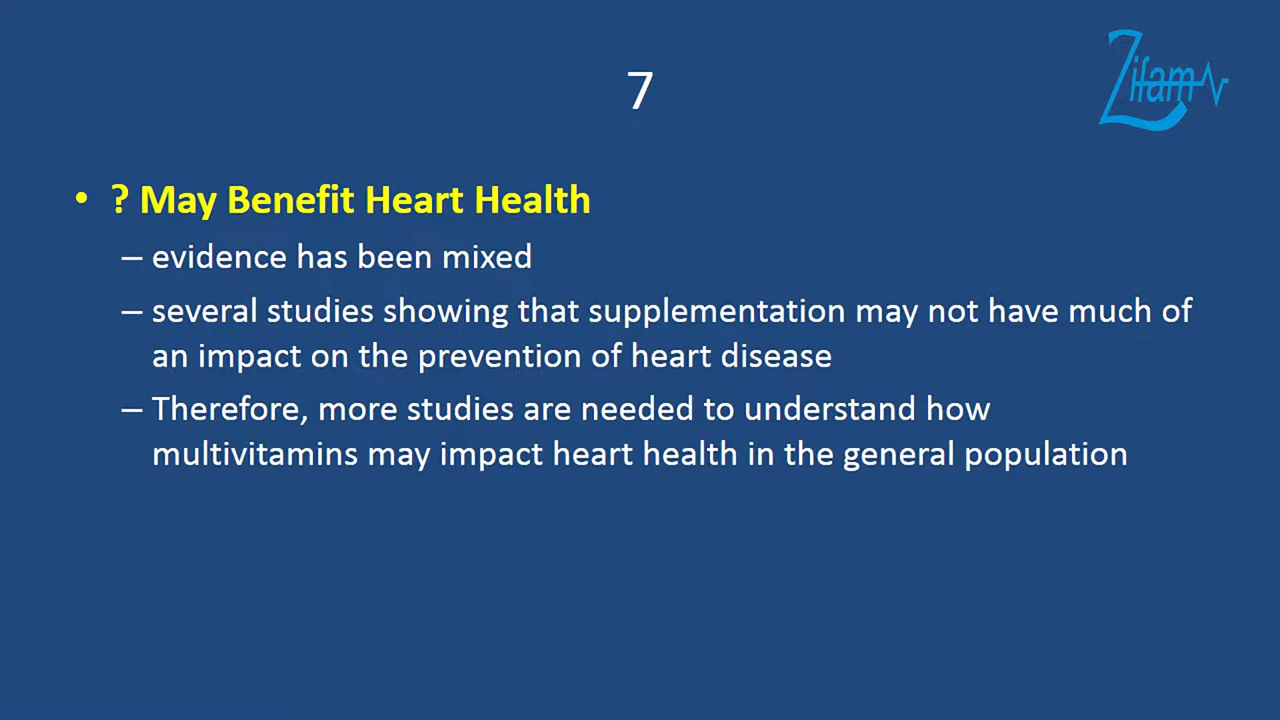 Zifam
7
• ? May Benefit Heart Health
– evidence has been mixed
– several studies showing that supplementation may not have much of
an impact on the prevention of heart disease
– Therefore, more studies are needed to understand how
multivitamins may impact heart health in the general population